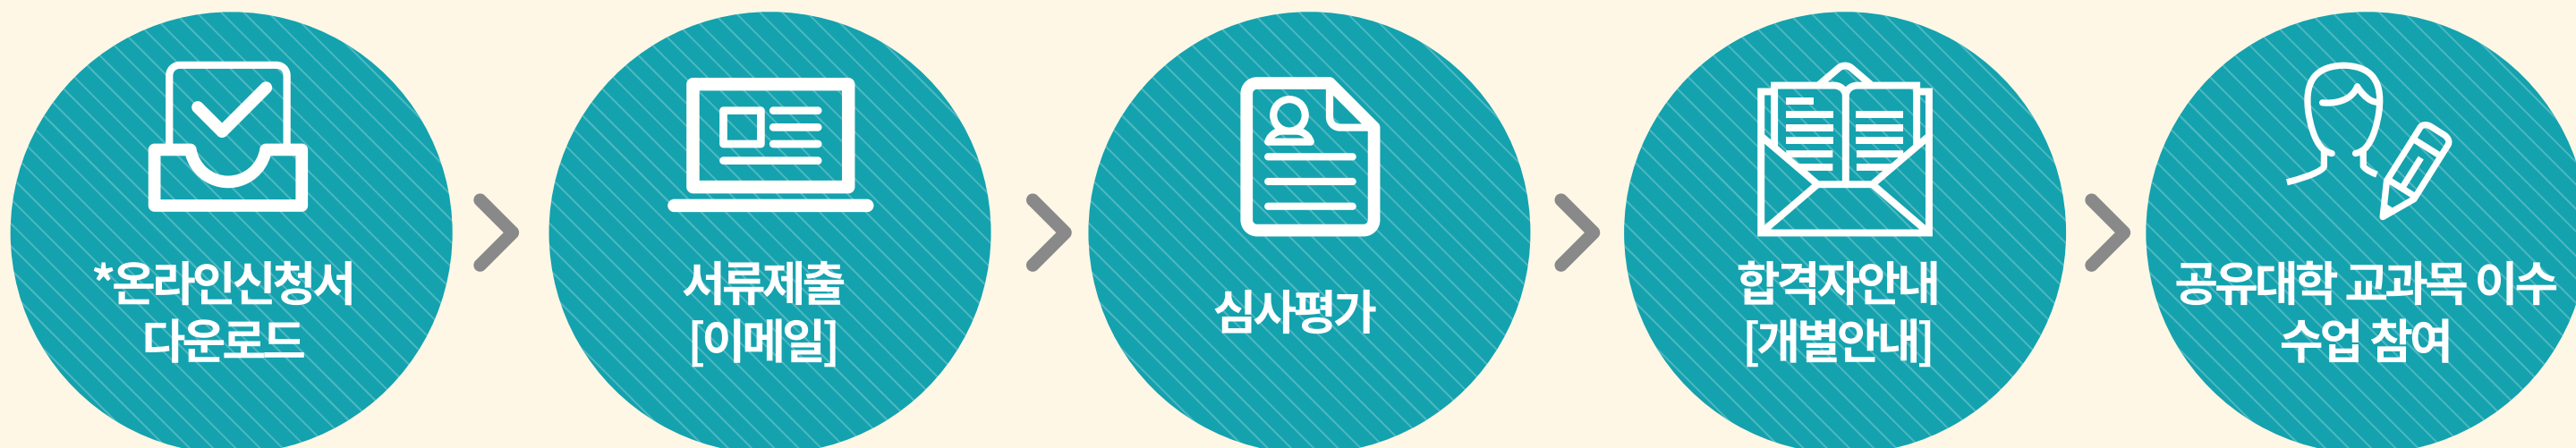 *온라인신청서
다운로드
서류제출
[이메일]
심사평가
합격자안내
[개별안내]
공유대학 교과목 이수
수업 참여